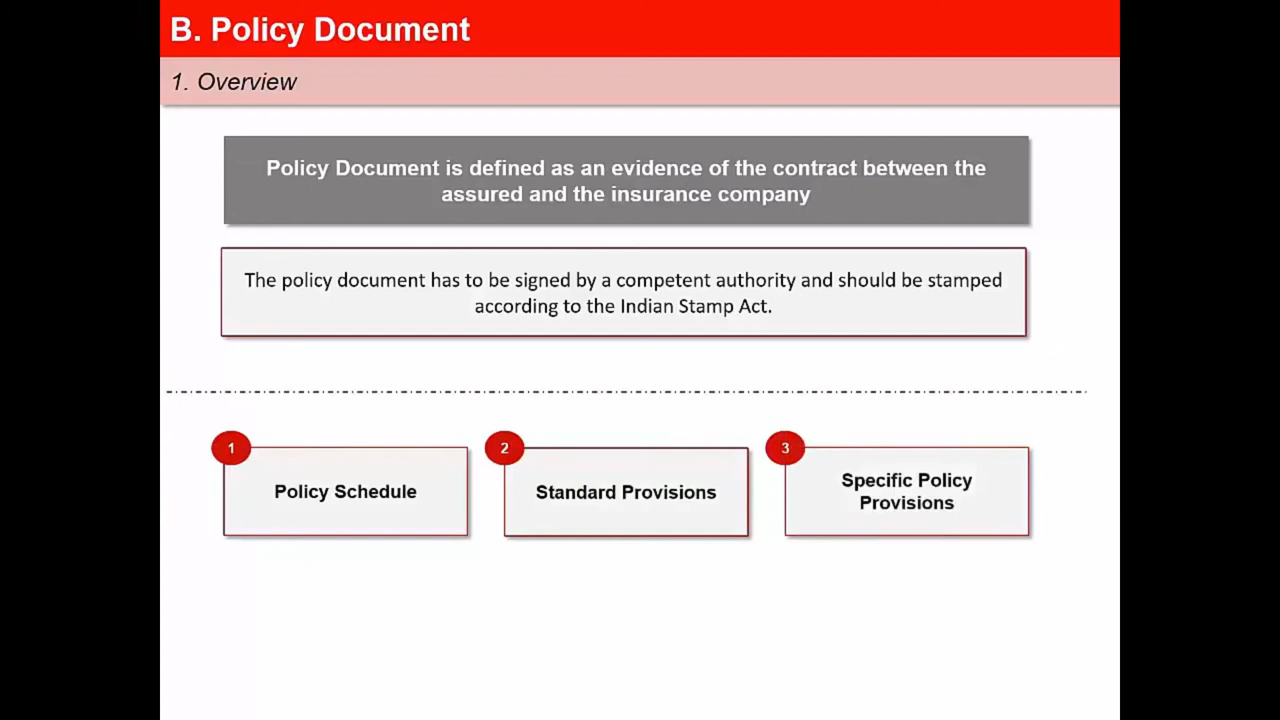 B. Policy Document
1. Overview
Policy Document is defined as an evidence of the contract between the
assured and the insurance company
The policy document has to be signed by a competent authority and should be stamped
according to the Indian Stamp Act.
1
Policy Schedule
2
Standard Provisions
3
Specific Policy
Provisions